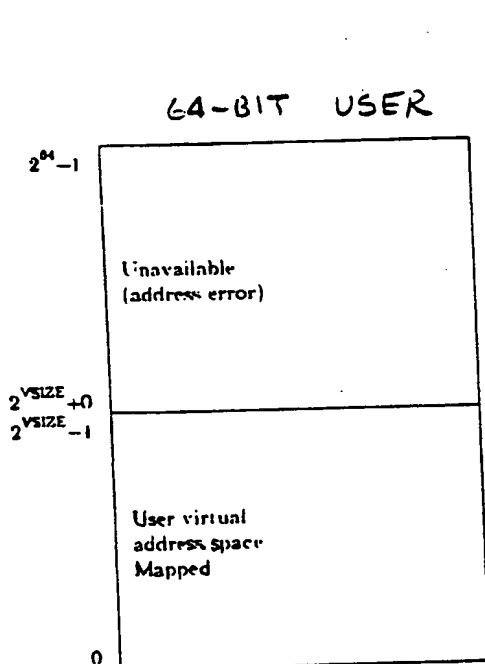 64-BIT USER
2^64−1
Unavailable
(address error)
2^VSIZE+0
2^VSIZE−1
User virtual
address space
Mapped
0